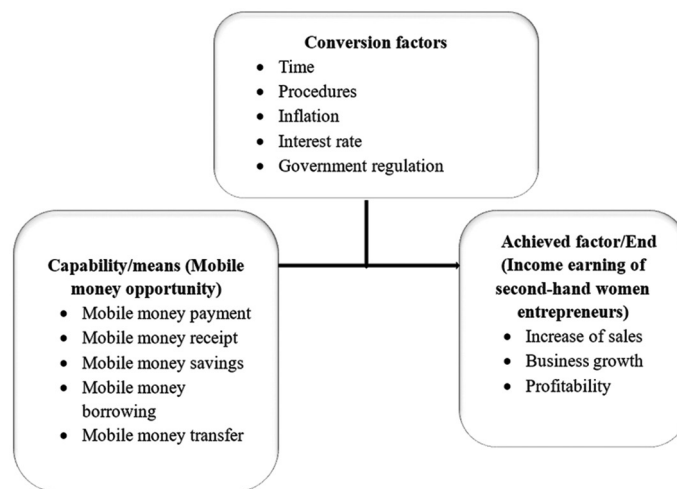 Conversion factors
• Time
• Procedures
• Inflation
• Interest rate
• Government regulation
Capability/means (Mobile
money opportunity)
• Mobile money payment
• Mobile money receipt
• Mobile money savings
• Mobile money
borrowing
• Mobile money transfer
Achieved factor/End
(Income earning of
second-hand women
entrepreneurs)
• Increase of sales
• Business growth
• Profitability